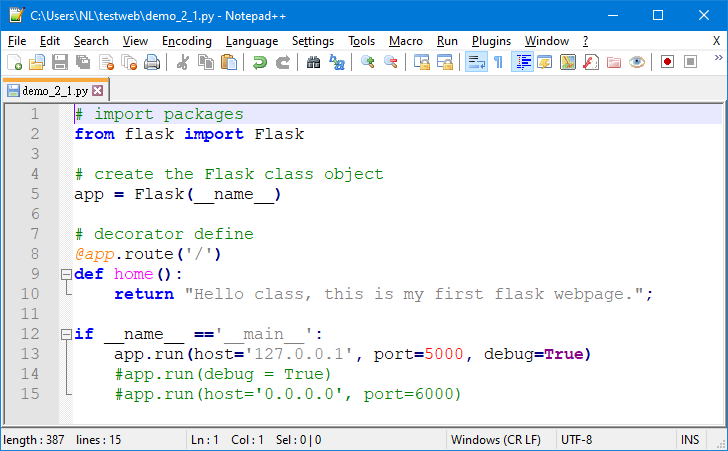 C:\Users\NL\testweb\demo_2_1.py - Notepad++
File Edit Search View Encoding Language Settings Tools Macro Run Plugins Window ? X
demo_2_1.py
1 # import packages
2 from flask import Flask
3
4 # create the Flask class object
5 app = Flask(__name__)
6
7 # decorator define
8 @app.route('/')
9 def home():
10 return "Hello class, this is my first flask webpage.";
11
12 if __name__ =='__main__':
13 app.run(host='127.0.0.1', port=5000, debug=True)
14 #app.run(debug = True)
15 #app.run(host='0.0.0.0', port=6000)
length : 387 lines : 15 Ln : 1 Col : 1 Sel : 0 | 0 Windows (CR LF) UTF-8 INS